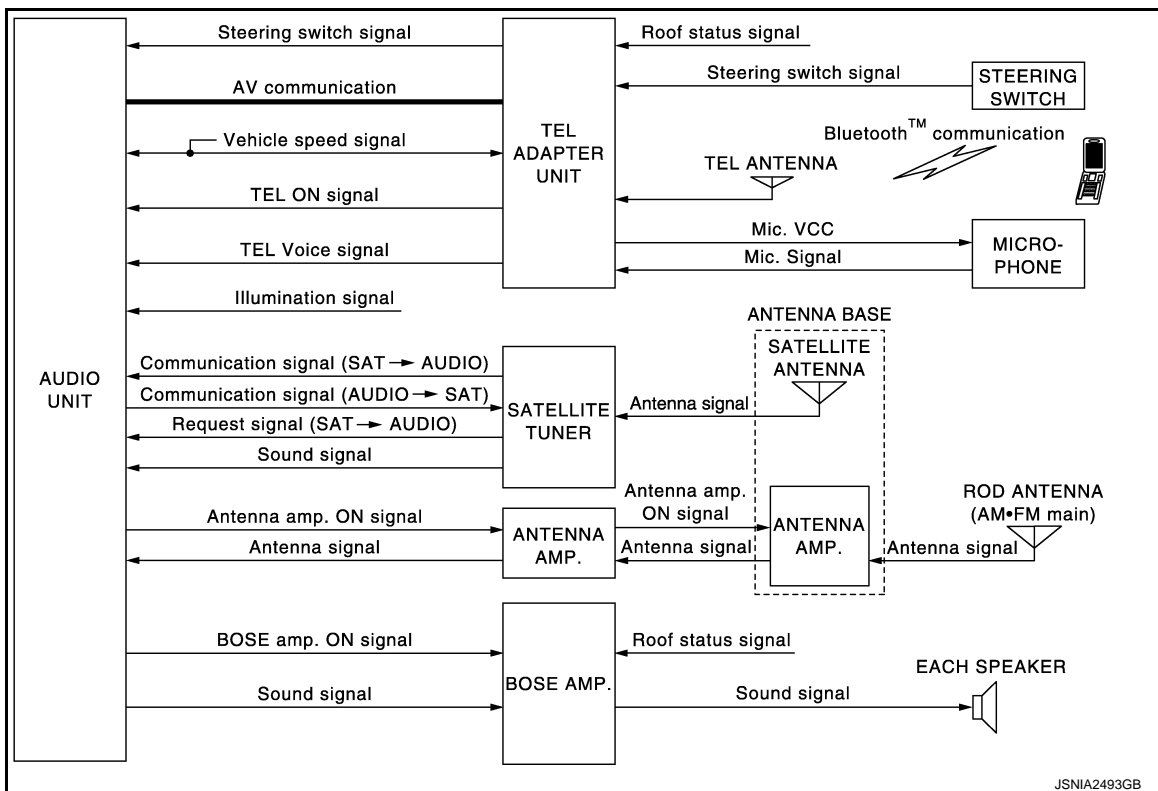 Steering switch signal
Roof status signal
AV communication
Steering switch signal
STEERING
SWITCH
Vehicle speed signal
TEL
ADAPTER
UNIT
Bluetooth™ communication
TEL ANTENNA
TEL ON signal
Mic. VCC
TEL Voice signal
Mic. Signal
MICRO-
PHONE
Illumination signal
ANTENNA BASE
AUDIO
UNIT
Communication signal (SAT → AUDIO)
Communication signal (AUDIO → SAT)
Request signal (SAT → AUDIO)
Sound signal
SATELLITE
TUNER
Antenna signal
SATELLITE
ANTENNA
Antenna amp. ON signal
Antenna signal
ANTENNA
AMP.
Antenna amp.
ON signal
Antenna signal
ANTENNA
AMP.
Antenna signal
ROD ANTENNA
(AM•FM main)
BOSE amp. ON signal
Sound signal
BOSE AMP.
Roof status signal
Sound signal
EACH SPEAKER
JSNIA2493GB